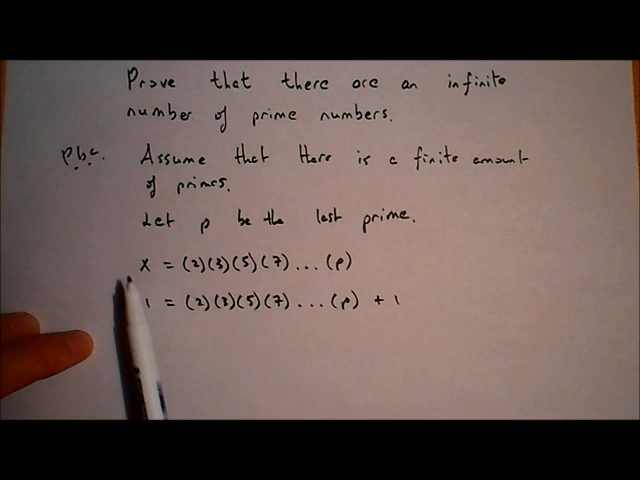 Prove that there are an infinite
number of prime numbers.
P.b.c. Assume that there is a finite amount
of primes.
Let p be the last prime.
x = (2)(3)(5)(7)...(p)
= (2)(3)(5)(7)...(p) + 1